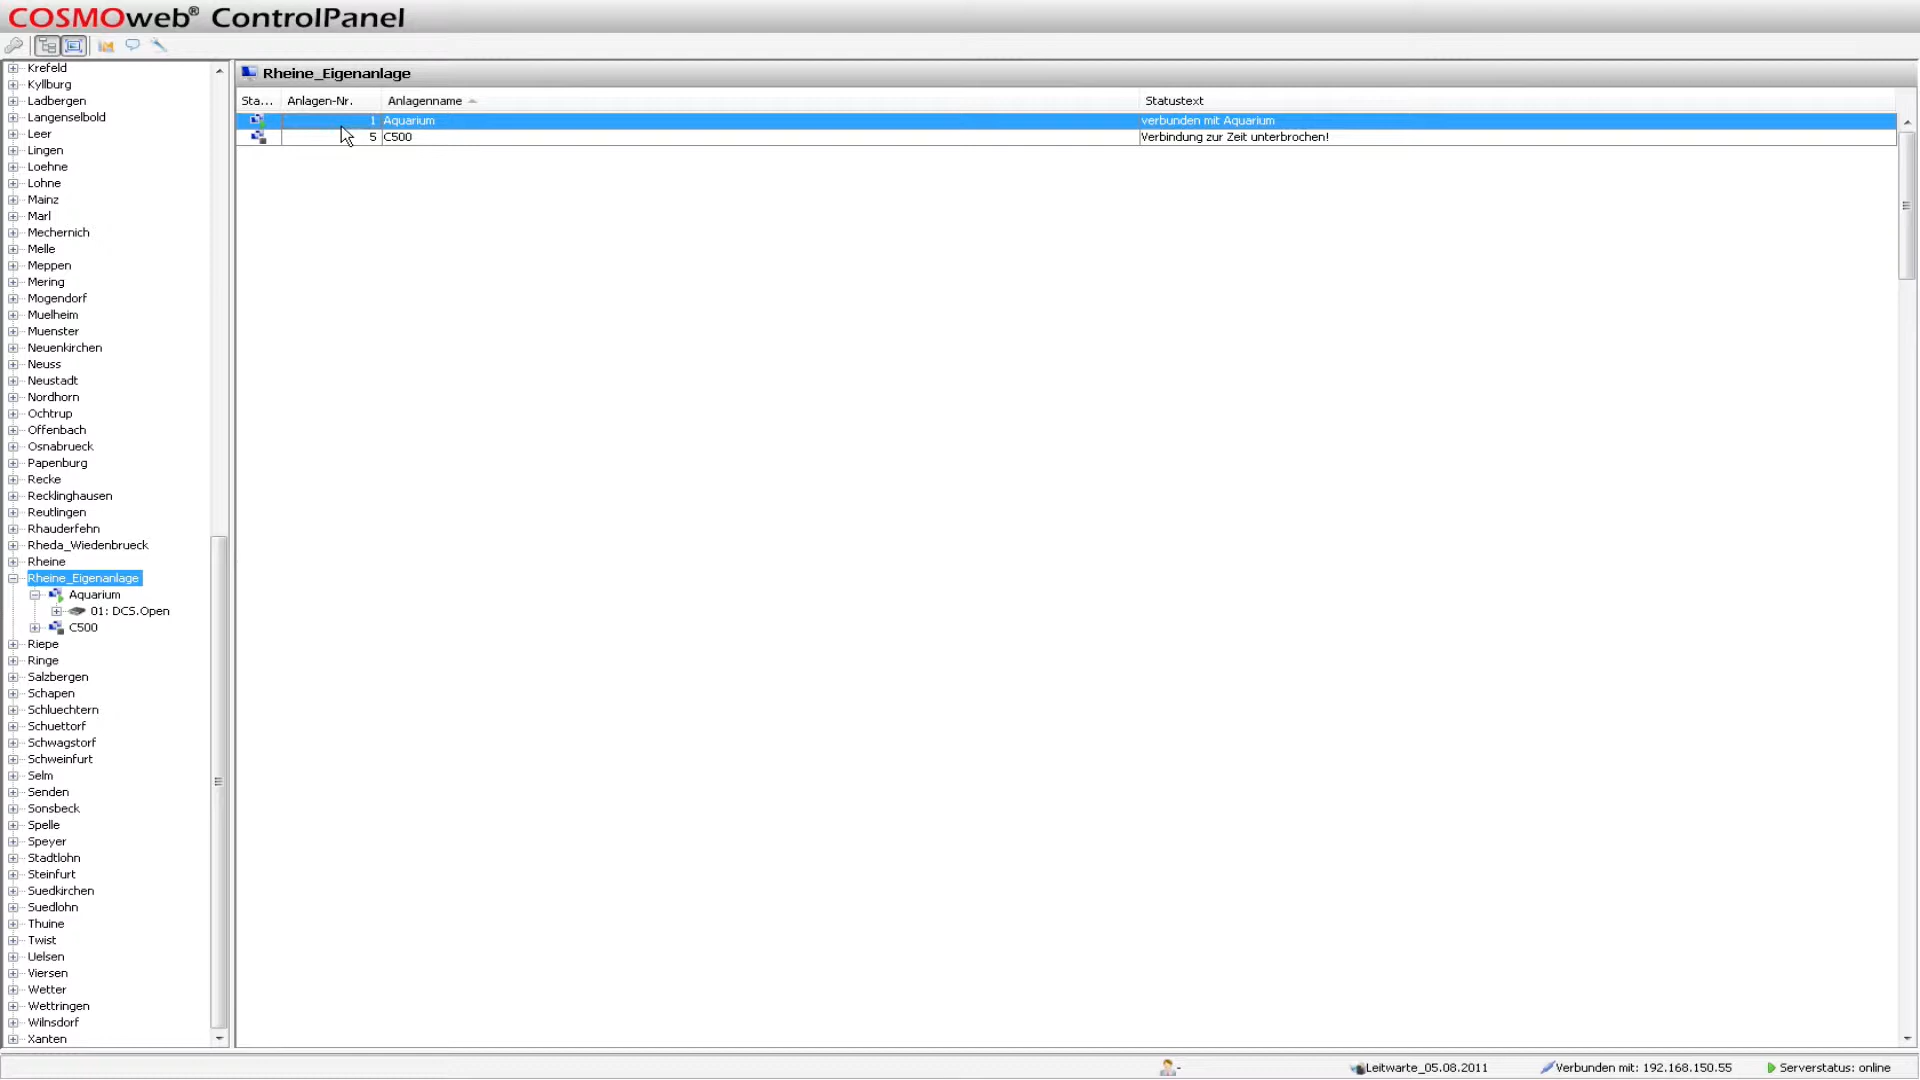 COSMOweb® ControlPanel
Krefeld
Kyllburg
Ladbergen
Langenselbold
Leer
Lingen
Loehne
Lohne
Mainz
Marl
Mechernich
Melle
Meppen
Mering
Mogendorf
Muelheim
Muenster
Neuenkirchen
Neuss
Neustadt
Nordhorn
Ochtrup
Offenbach
Osnabrueck
Papenburg
Recke
Recklinghausen
Reutlingen
Rhauderfehn
Rheda_Wiedenbrueck
Rheine
Rheine_Eigenanlage
Aquarium
01: DCS.Open
C500
Riepe
Ringe
Salzbergen
Schapen
Schluechtern
Schuettorf
Schwagstorf
Schweinfurt
Selm
Senden
Sonsbeck
Spelle
Speyer
Stadtlohn
Steinfurt
Suedkirchen
Suedlohn
Thuine
Twist
Uelsen
Viersen
Wetter
Wettringen
Wilnsdorf
Xanten
Rheine_Eigenanlage
Sta... Anlagen-Nr. Anlagenname Statustext
1 Aquarium verbunden mit Aquarium
5 C500 Verbindung zur Zeit unterbrochen!
- Leitwarte_05.08.2011 Verbunden mit: 192.168.150.55 Serverstatus: online